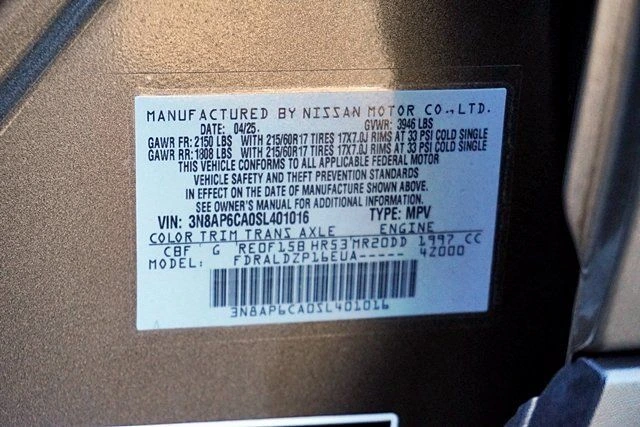 MANUFACTURED BY NISSAN MOTOR CO.,LTD.
DATE: 04/25. GVWR: 3946 LBS
GAWR FR: 2150 LBS WITH 215/60R17 TIRES 17X7.0J RIMS AT 33 PSI COLD SINGLE
GAWR RR: 1808 LBS WITH 215/60R17 TIRES 17X7.0J RIMS AT 33 PSI COLD SINGLE
THIS VEHICLE CONFORMS TO ALL APPLICABLE FEDERAL MOTOR
VEHICLE SAFETY AND THEFT PREVENTION STANDARDS
IN EFFECT ON THE DATE OF MANUFACTURE SHOWN ABOVE.
SEE OWNER'S MANUAL FOR ADDITIONAL INFORMATION.
VIN: 3N8AP6CA0SL401016 TYPE: MPV
COLOR TRIM TRANS AXLE ENGINE
CBF G RE0F15B HR53 MR20DD 1997 CC
MODEL: FDRALDZP16EUA----- 4Z000
3N8AP6CA0SL401016